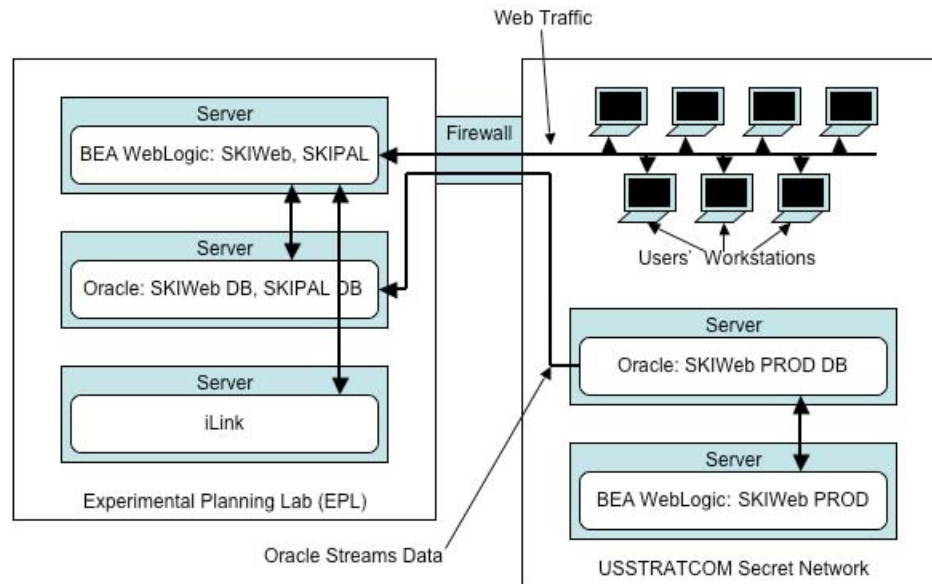 Web Traffic
Server
BEA WebLogic: SKIWeb, SKIPAL
Firewall
Server
Oracle: SKIWeb DB, SKIPAL DB
Users' Workstations
Server
iLink
Server
Oracle: SKIWeb PROD DB
Server
BEA WebLogic: SKIWeb PROD
Experimental Planning Lab (EPL)
Oracle Streams Data
USSTRATCOM Secret Network